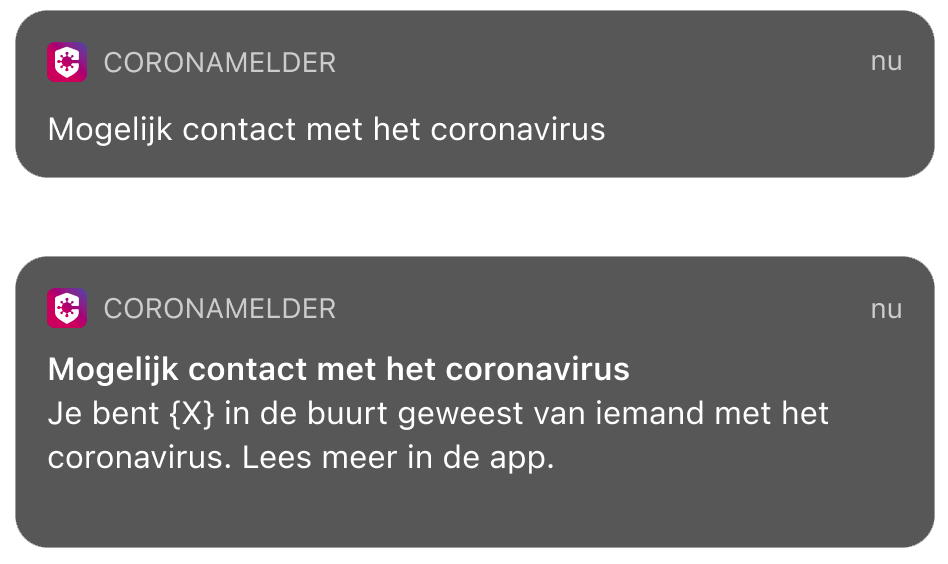 CORONAMELDER nu
Mogelijk contact met het coronavirus
CORONAMELDER nu
Mogelijk contact met het coronavirus
Je bent {X} in de buurt geweest van iemand met het
coronavirus. Lees meer in de app.